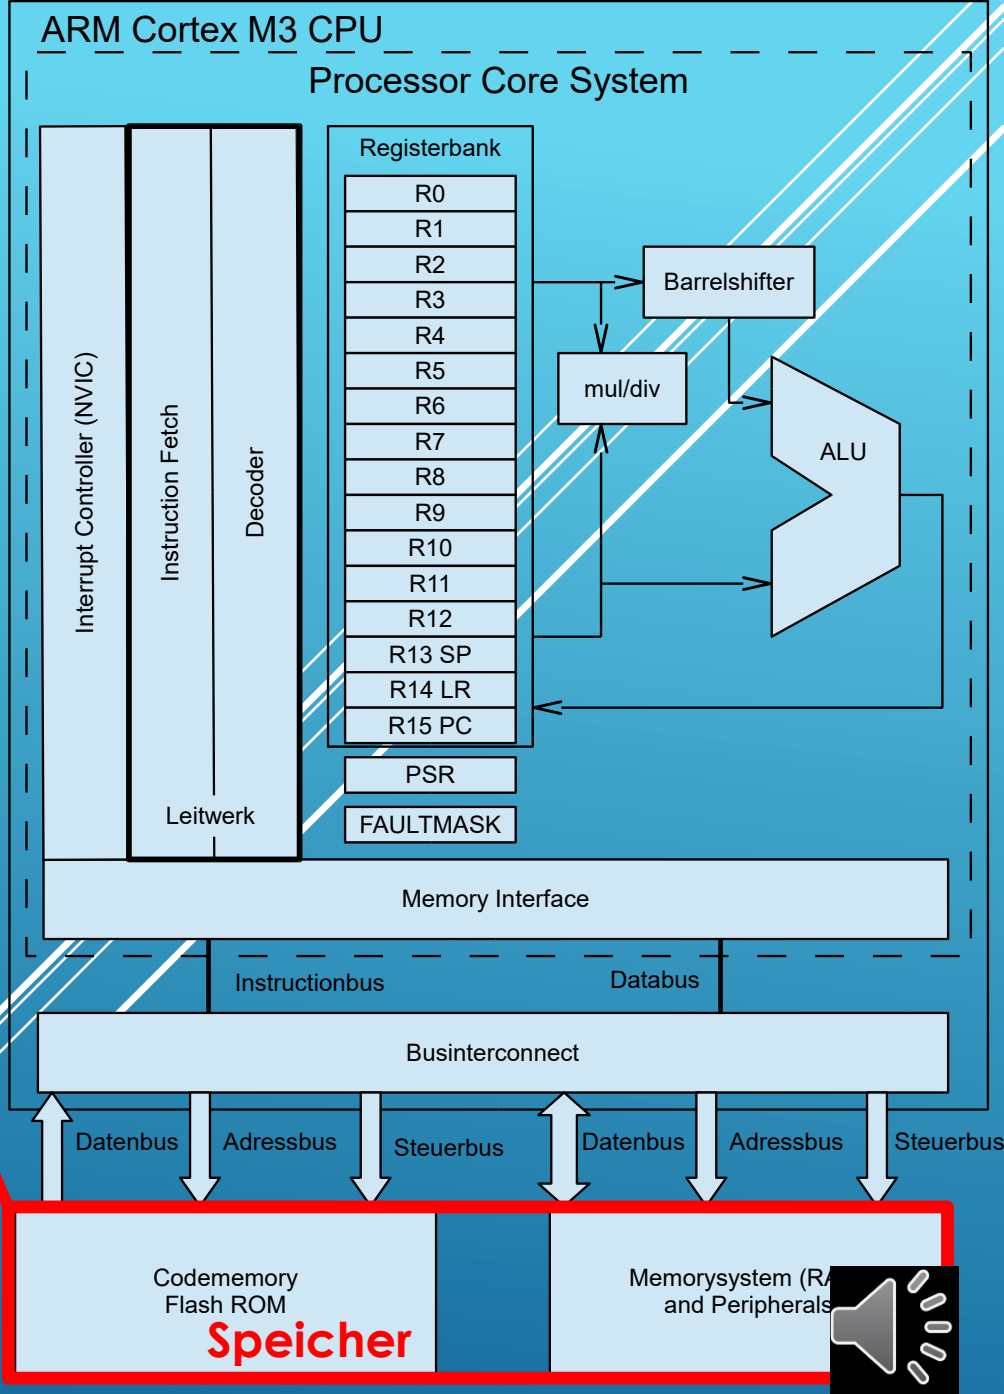 ARM Cortex M3 CPU
Processor Core System
Interrupt Controller (NVIC)
Instruction Fetch
Decoder
Leitwerk
Registerbank
R0
R1
R2
R3
R4
R5
R6
R7
R8
R9
R10
R11
R12
R13 SP
R14 LR
R15 PC
PSR
FAULTMASK
Barrelshifter
mul/div
ALU
Memory Interface
Instructionbus
Databus
Businterconnect
Datenbus
Adressbus
Steuerbus
Datenbus
Adressbus
Steuerbus
Codememory
Flash ROM
Speicher
Memorysystem
and Peripherals